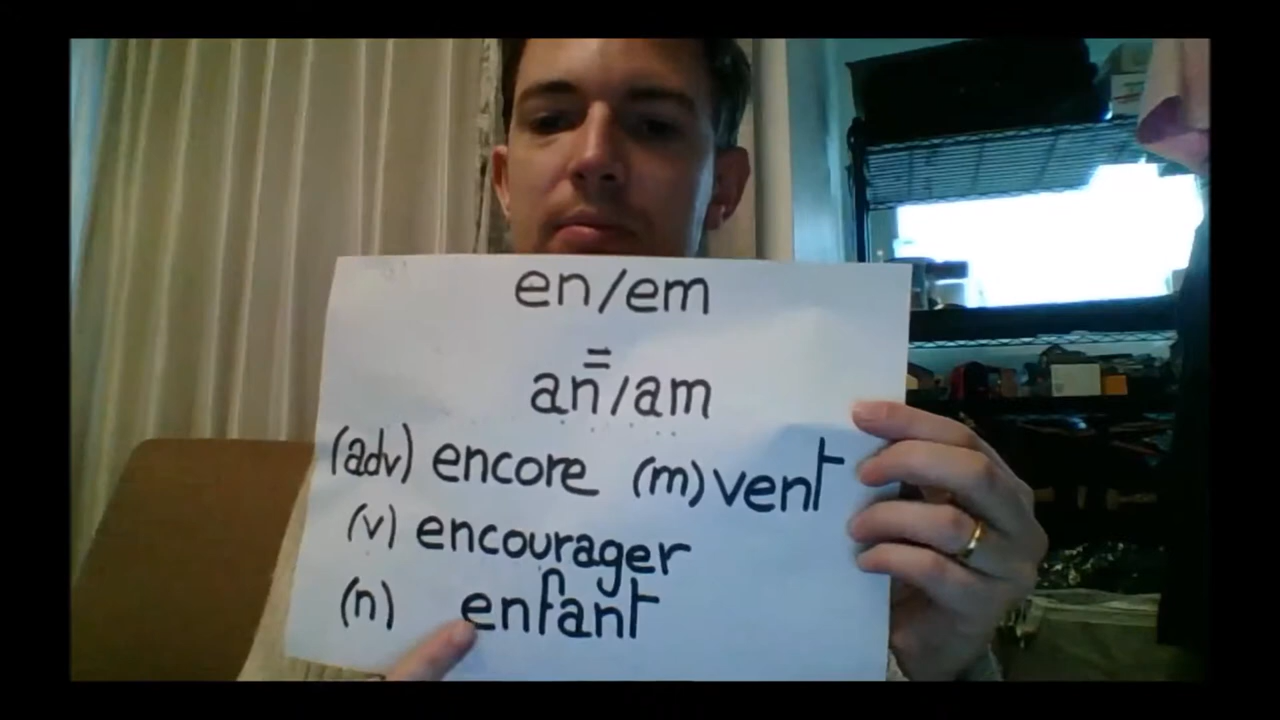 en/em
=
an/am
(adv) encore (m) vent
(v) encourager
(n) enfant